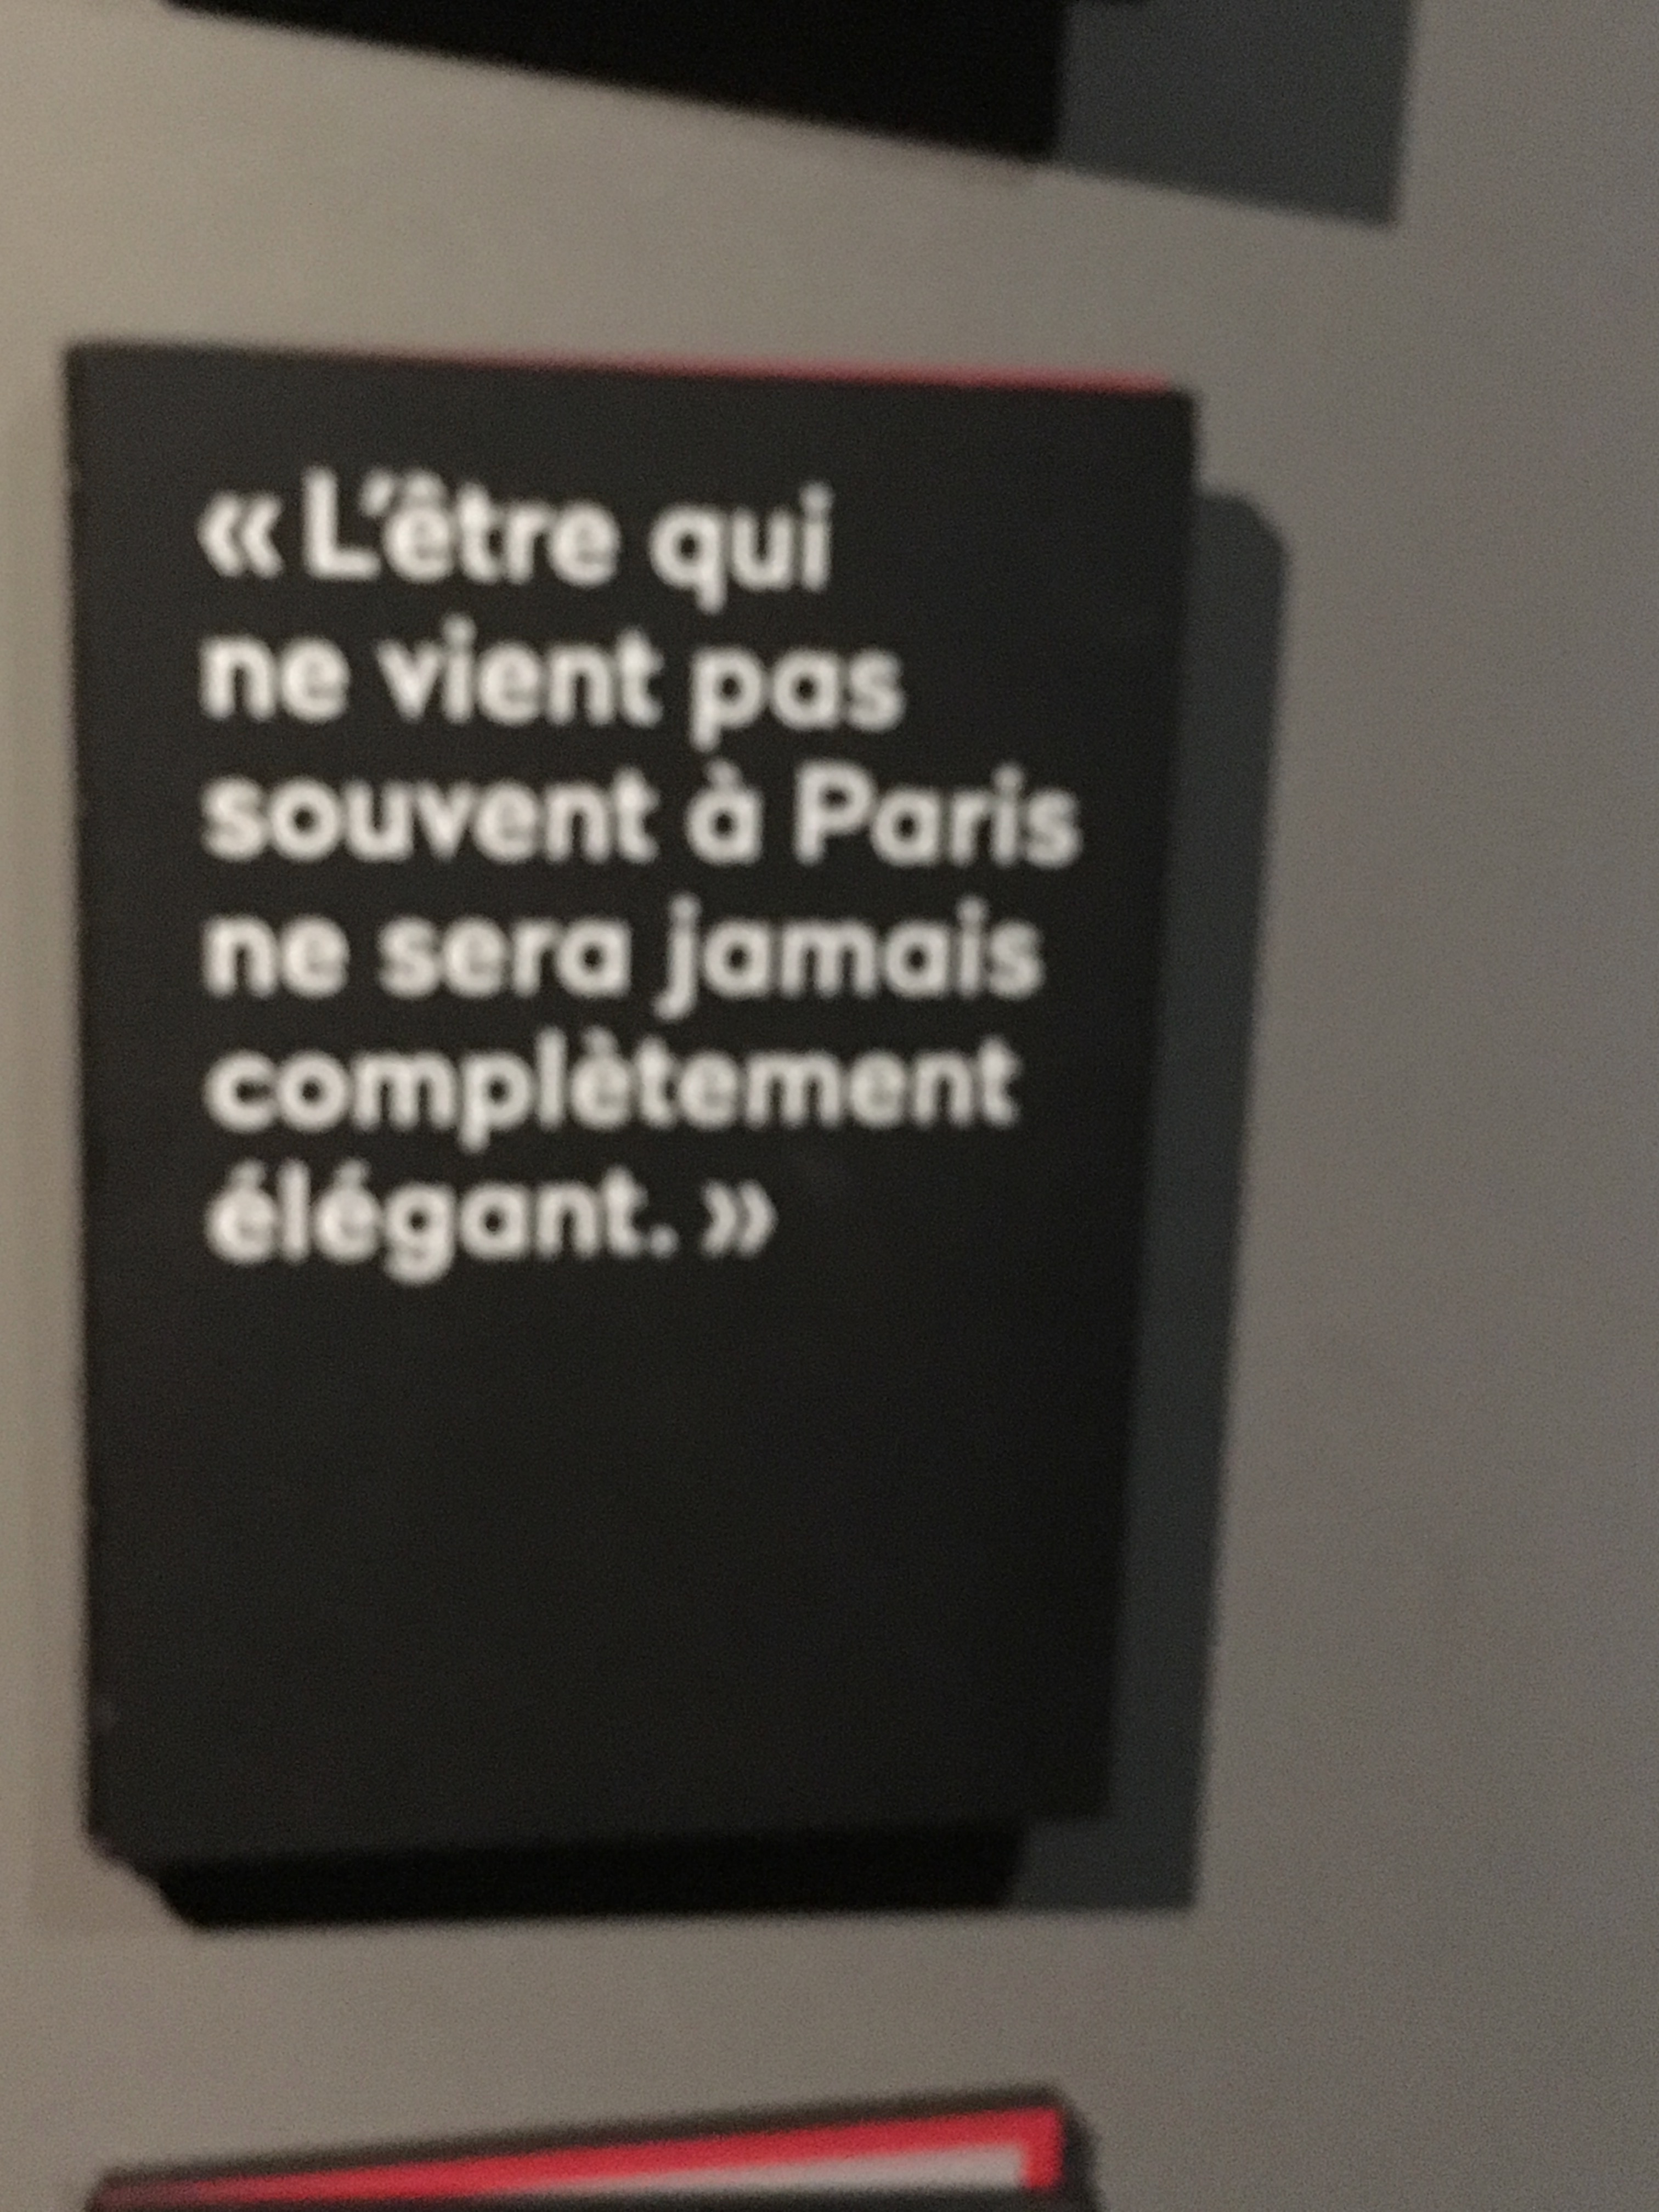 « L'être qui
ne vient pas
souvent à Paris
ne sera jamais
complètement
élégant. »